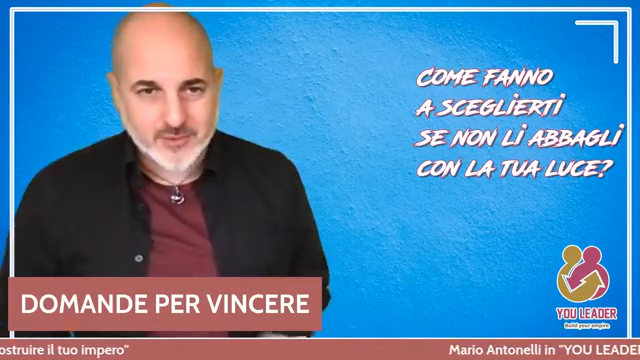 COME FANNO
A SCEGLIERTI
SE NON LI ABBAGLI
CON LA TUA LUCE?
DOMANDE PER VINCERE
YOU LEADER
Build your empire
ostruire il tuo impero"
Mario Antonelli in "YOU LEADER